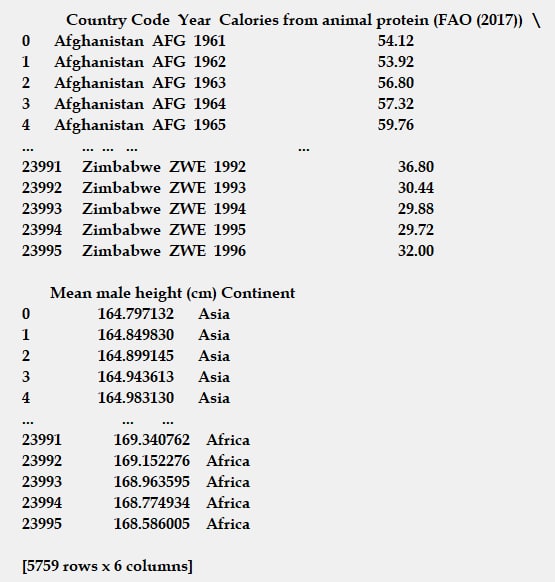 Country Code Year Calories from animal protein (FAO (2017)) \
0 Afghanistan AFG 1961 54.12
1 Afghanistan AFG 1962 53.92
2 Afghanistan AFG 1963 56.80
3 Afghanistan AFG 1964 57.32
4 Afghanistan AFG 1965 59.76
... ... ... ... ...
23991 Zimbabwe ZWE 1992 36.80
23992 Zimbabwe ZWE 1993 30.44
23993 Zimbabwe ZWE 1994 29.88
23994 Zimbabwe ZWE 1995 29.72
23995 Zimbabwe ZWE 1996 32.00
Mean male height (cm) Continent
0 164.797132 Asia
1 164.849830 Asia
2 164.899145 Asia
3 164.943613 Asia
4 164.983130 Asia
... ... ...
23991 169.340762 Africa
23992 169.152276 Africa
23993 168.963595 Africa
23994 168.774934 Africa
23995 168.586005 Africa
[5759 rows x 6 columns]